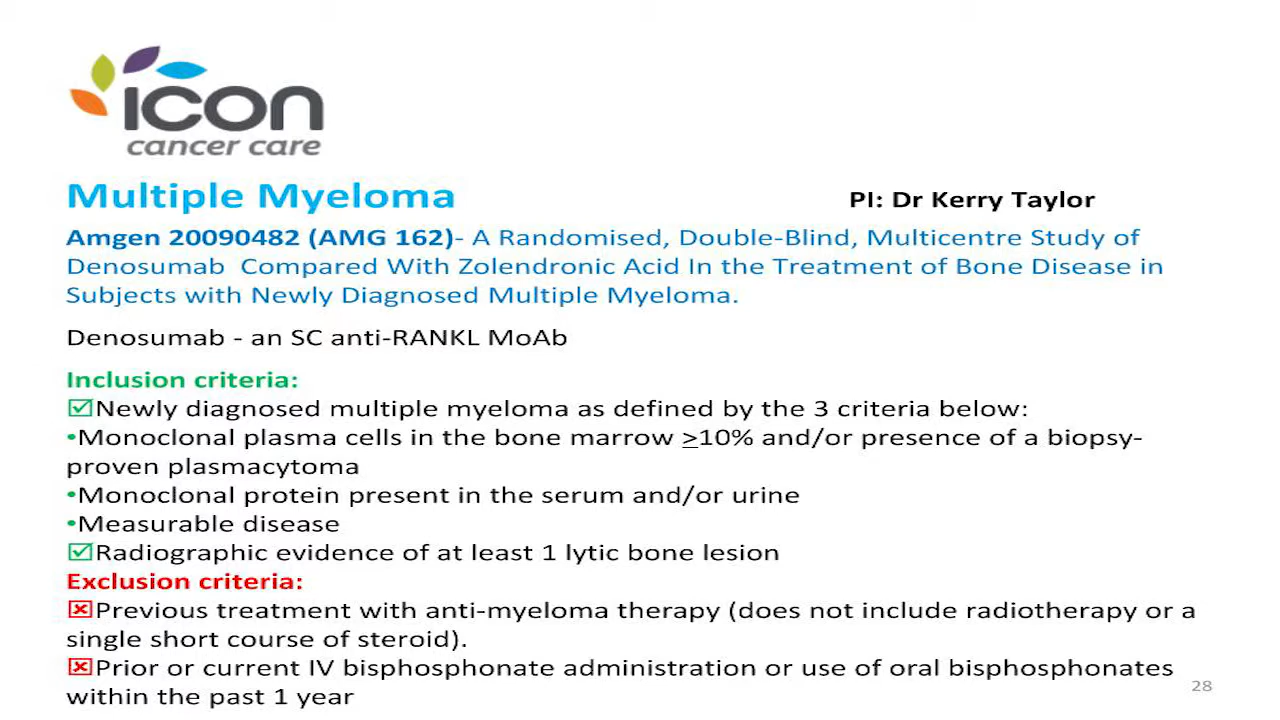 icon
cancer care
Multiple Myeloma
PI: Dr Kerry Taylor
Amgen 20090482 (AMG 162)- A Randomised, Double-Blind, Multicentre Study of
Denosumab Compared With Zolendronic Acid In the Treatment of Bone Disease in
Subjects with Newly Diagnosed Multiple Myeloma.
Denosumab - an SC anti-RANKL MoAb
Inclusion criteria:
☑Newly diagnosed multiple myeloma as defined by the 3 criteria below:
•Monoclonal plasma cells in the bone marrow ≥10% and/or presence of a biopsy-
proven plasmacytoma
•Monoclonal protein present in the serum and/or urine
•Measurable disease
☑Radiographic evidence of at least 1 lytic bone lesion
Exclusion criteria:
☒Previous treatment with anti-myeloma therapy (does not include radiotherapy or a
single short course of steroid).
☒Prior or current IV bisphosphonate administration or use of oral bisphosphonates
within the past 1 year
28